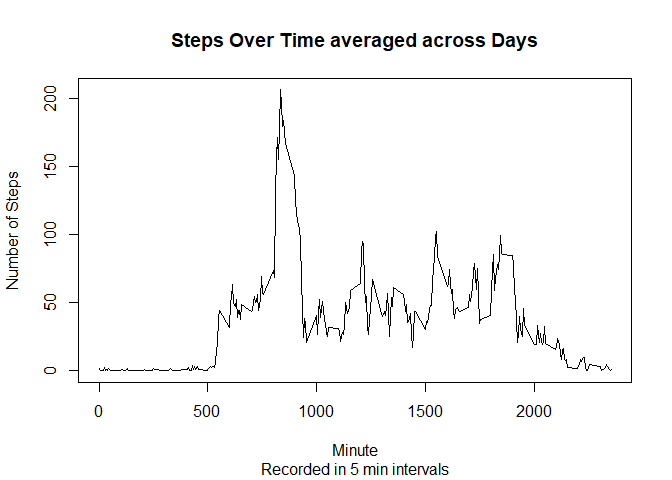 Steps Over Time averaged across Days
Number of Steps
200
150
100
50
0
0 500 1000 1500 2000
Minute
Recorded in 5 min intervals